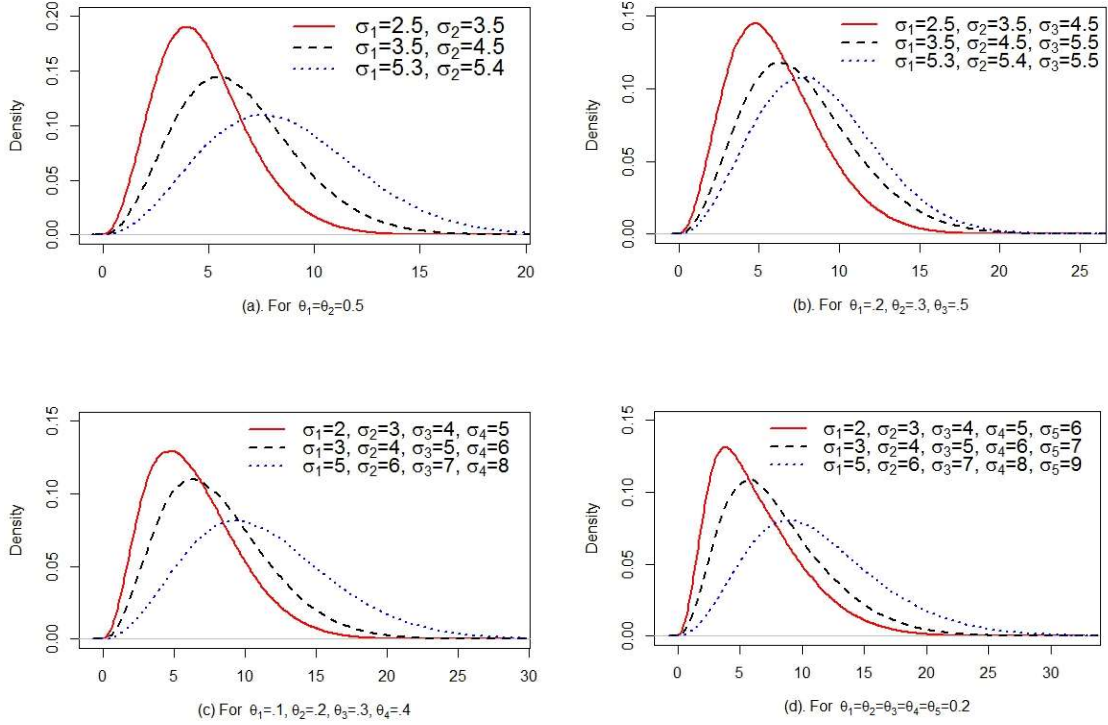 σ1=2.5, σ2=3.5
σ1=3.5, σ2=4.5
σ1=5.3, σ2=5.4
Density
0.00 0.05 0.10 0.15 0.20
0 5 10 15 20
(a). For θ1=θ2=0.5
σ1=2.5, σ2=3.5, σ3=4.5
σ1=3.5, σ2=4.5, σ3=5.5
σ1=5.3, σ2=5.4, σ3=5.5
Density
0.00 0.05 0.10 0.15
0 5 10 15 20 25
(b). For θ1=.2, θ2=.3, θ3=.5
σ1=2, σ2=3, σ3=4, σ4=5
σ1=3, σ2=4, σ3=5, σ4=6
σ1=5, σ2=6, σ3=7, σ4=8
Density
0.00 0.05 0.10 0.15
0 5 10 15 20 25 30
(c) For θ1=.1, θ2=.2, θ3=.3, θ4=.4
σ1=2, σ2=3, σ3=4, σ4=5, σ5=6
σ1=3, σ2=4, σ3=5, σ4=6, σ5=7
σ1=5, σ2=6, σ3=7, σ4=8, σ5=9
Density
0.00 0.05 0.10 0.15
0 5 10 15 20 25 30
(d). For θ1=θ2=θ3=θ4=θ5=0.2